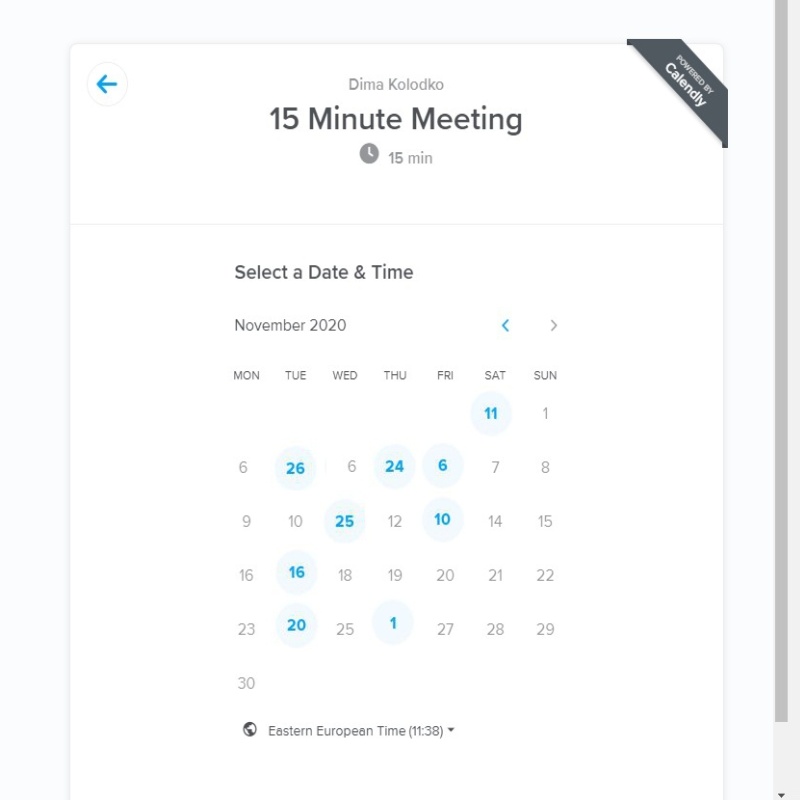 POWERED BY
Calendly
Dima Kolodko
15 Minute Meeting
15 min
Select a Date & Time
November 2020
MON TUE WED THU FRI SAT SUN
11 1
6 26 6 24 6 7 8
9 10 25 12 10 14 15
16 16 18 19 20 21 22
23 20 25 1 27 28 29
30
Eastern European Time (11:38)